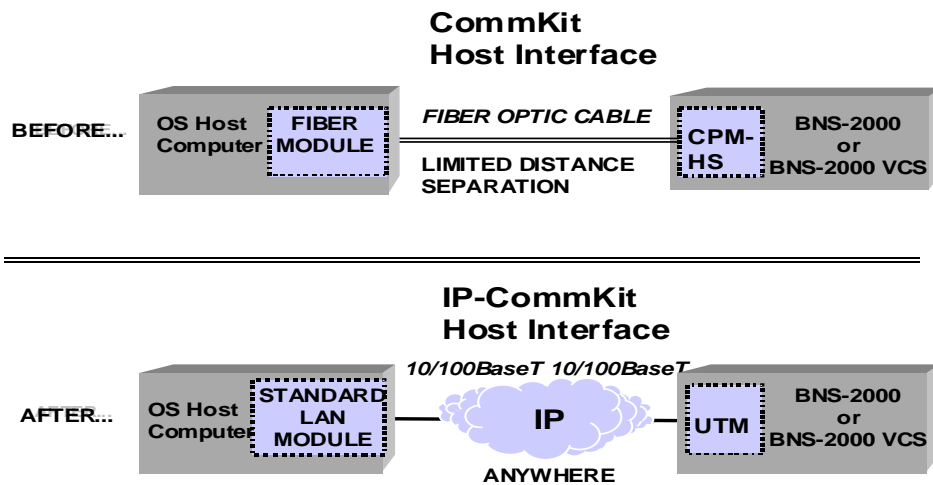 CommKit
Host Interface
BEFORE...
OS Host
Computer
FIBER
MODULE
FIBER OPTIC CABLE
LIMITED DISTANCE
SEPARATION
CPM-
HS
BNS-2000
or
BNS-2000 VCS
IP-CommKit
Host Interface
AFTER...
OS Host
Computer
STANDARD
LAN
MODULE
10/100BaseT 10/100BaseT
IP
ANYWHERE
UTM
BNS-2000
or
BNS-2000 VCS